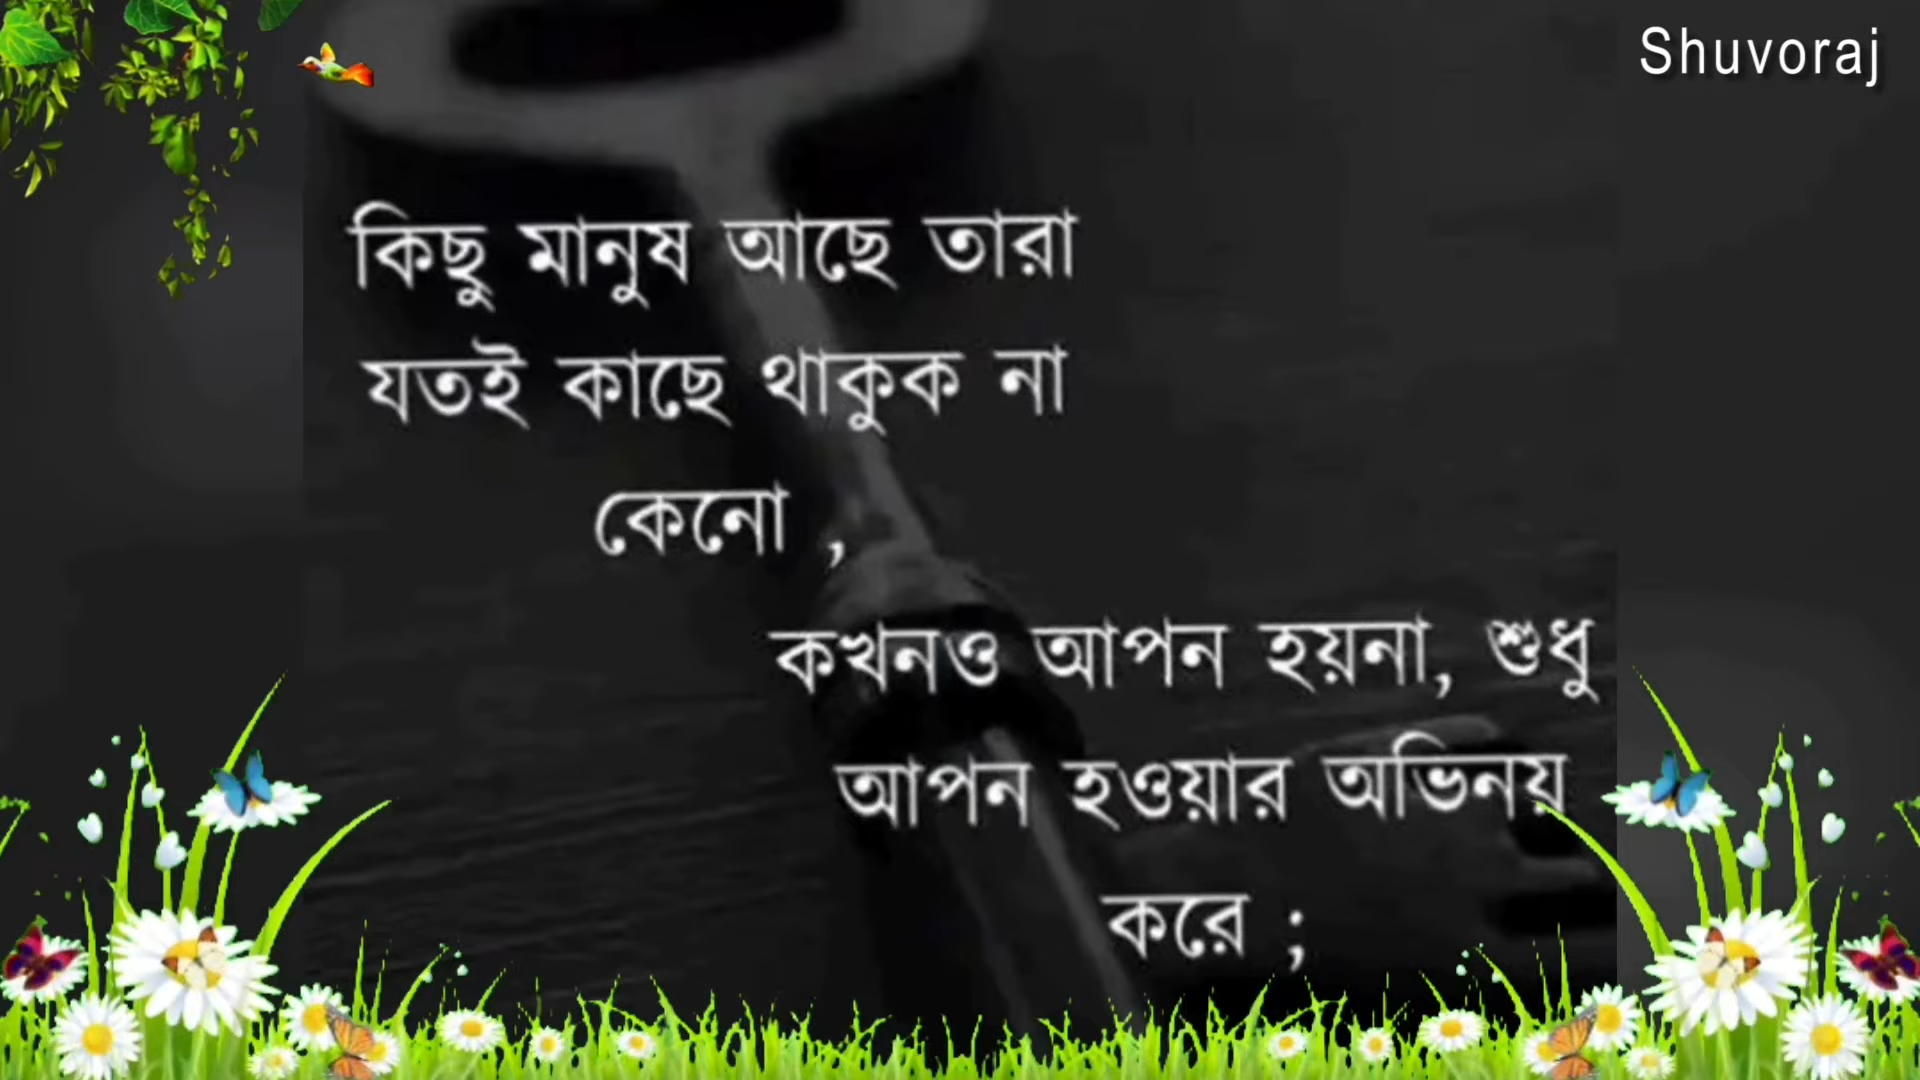 Shuvoraj
কিছু মানুষ আছে তারা
যতই কাছে থাকুক না
কেনো ,
কখনও আপন হয়না, শুধু
আপন হওয়ার অভিনয়
করে ;